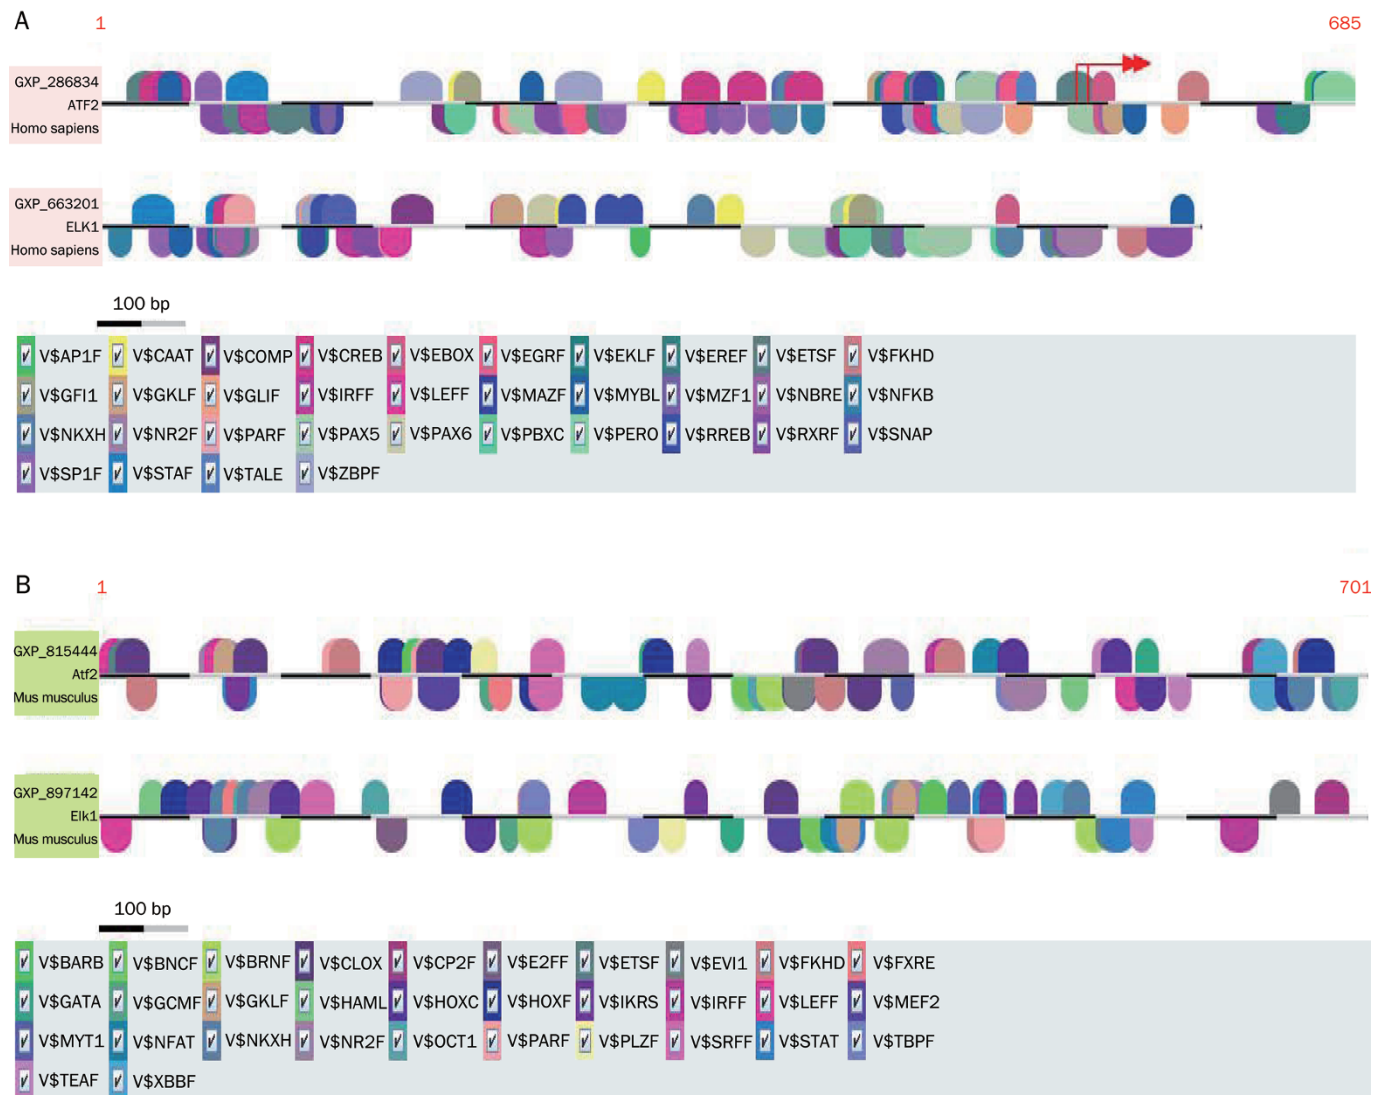 A
1 685
GXP_286834
ATF2
Homo sapiens
GXP_663201
ELK1
Homo sapiens
100 bp
V$AP1F V$CAAT V$COMP V$CREB V$EBOX V$EGRF V$EKLF V$EREF V$ETSF V$FKHD
V$GFI1 V$GKLF V$GLIF V$IRFF V$LEFF V$MAZF V$MYBL V$MZF1 V$NBRE V$NFKB
V$NKXH V$NR2F V$PARF V$PAX5 V$PAX6 V$PBXC V$PERO V$RREB V$RXRF V$SNAP
V$SP1F V$STAF V$TALE V$ZBPF
B
1 701
GXP_815444
Atf2
Mus musculus
GXP_897142
Elk1
Mus musculus
100 bp
V$BARB V$BNCF V$BRNF V$CLOX V$CP2F V$E2FF V$ETSF V$EVI1 V$FKHD V$FXRE
V$GATA V$GCMF V$GKLF V$HAML V$HOXC V$HOXF V$IKRS V$IRFF V$LEFF V$MEF2
V$MYT1 V$NFAT V$NKXH V$NR2F V$OCT1 V$PARF V$PLZF V$SRFF V$STAT V$TBPF
V$TEAF V$XBBF